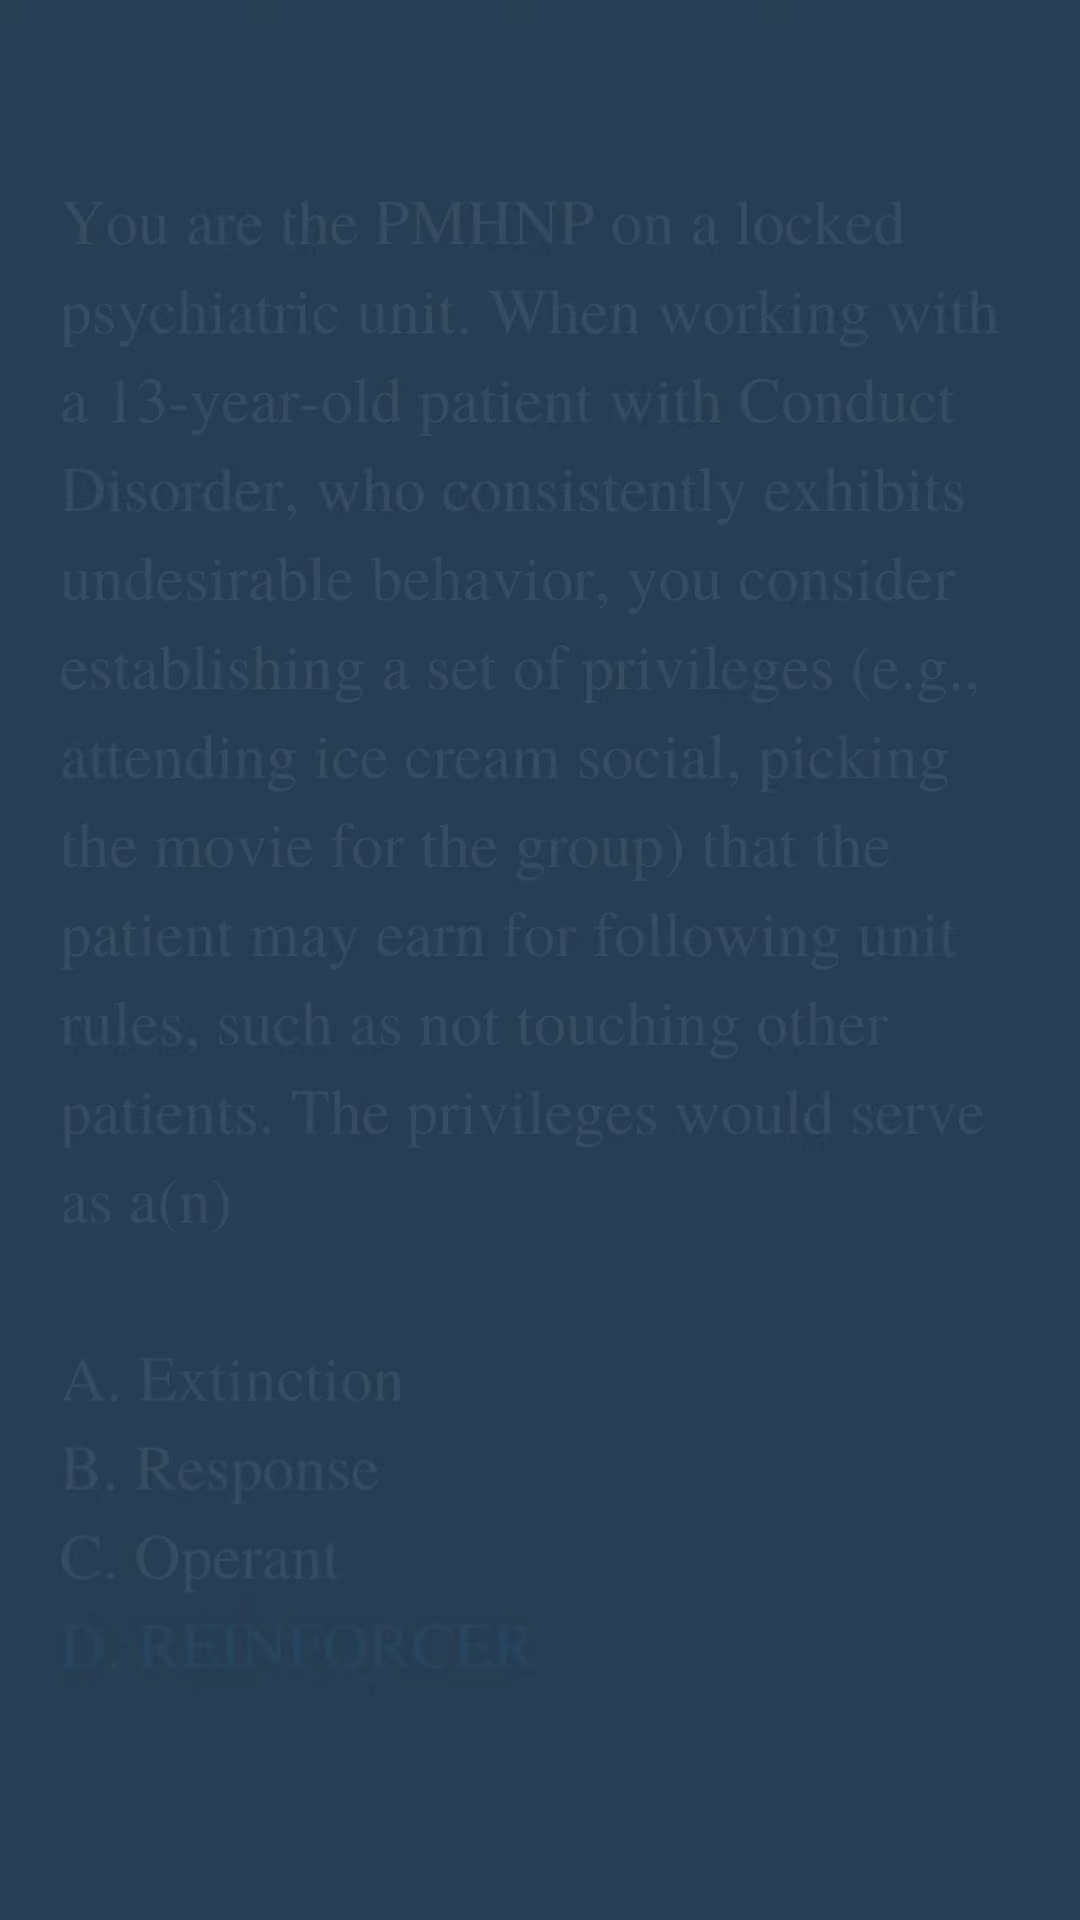 You are the PMHNP on a locked
psychiatric unit. When working with
a 13-year-old patient with Conduct
Disorder, who consistently exhibits
undesirable behavior, you consider
establishing a set of privileges (e.g.,
attending ice cream social, picking
the movie for the group) that the
patient may earn for following unit
rules, such as not touching other
patients. The privileges would serve
as a(n)
A. Extinction
B. Response
C. Operant
D. REINFORCER